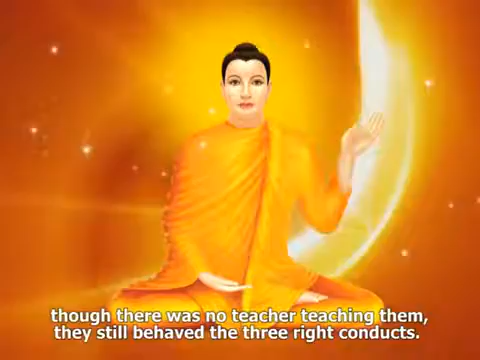 though there was no teacher teaching them,
they still behaved the three right conducts.